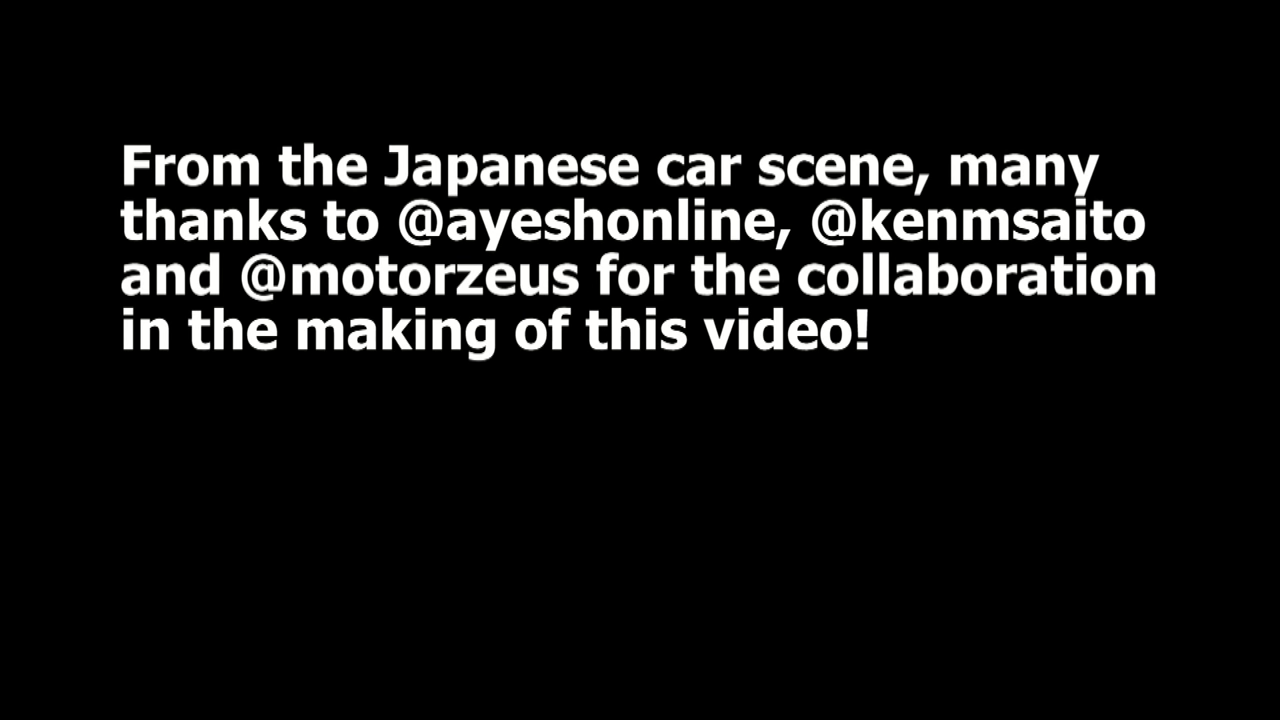 From the Japanese car scene, many
thanks to @ayeshonline, @kenmsaito
and @motorzeus for the collaboration
in the making of this video!